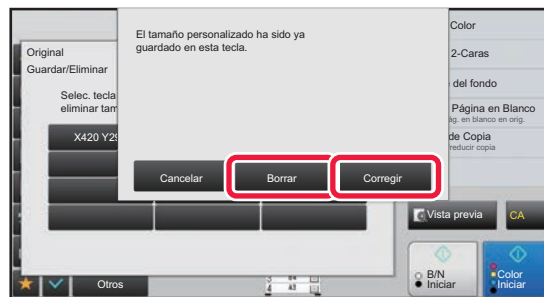 El tamaño personalizado ha sido ya
guardado en esta tecla.
Cancelar
Borrar
Corregir
Original
Guardar/Eliminar
Selec. tecla
eliminar tam
X420 Y29
Otros
Color
2-Caras
del fondo
Página en Blanco
ág. en blanco en orig.
de Copia
reducir copia
Vista previa
CA
B/N
Iniciar
Color
Iniciar